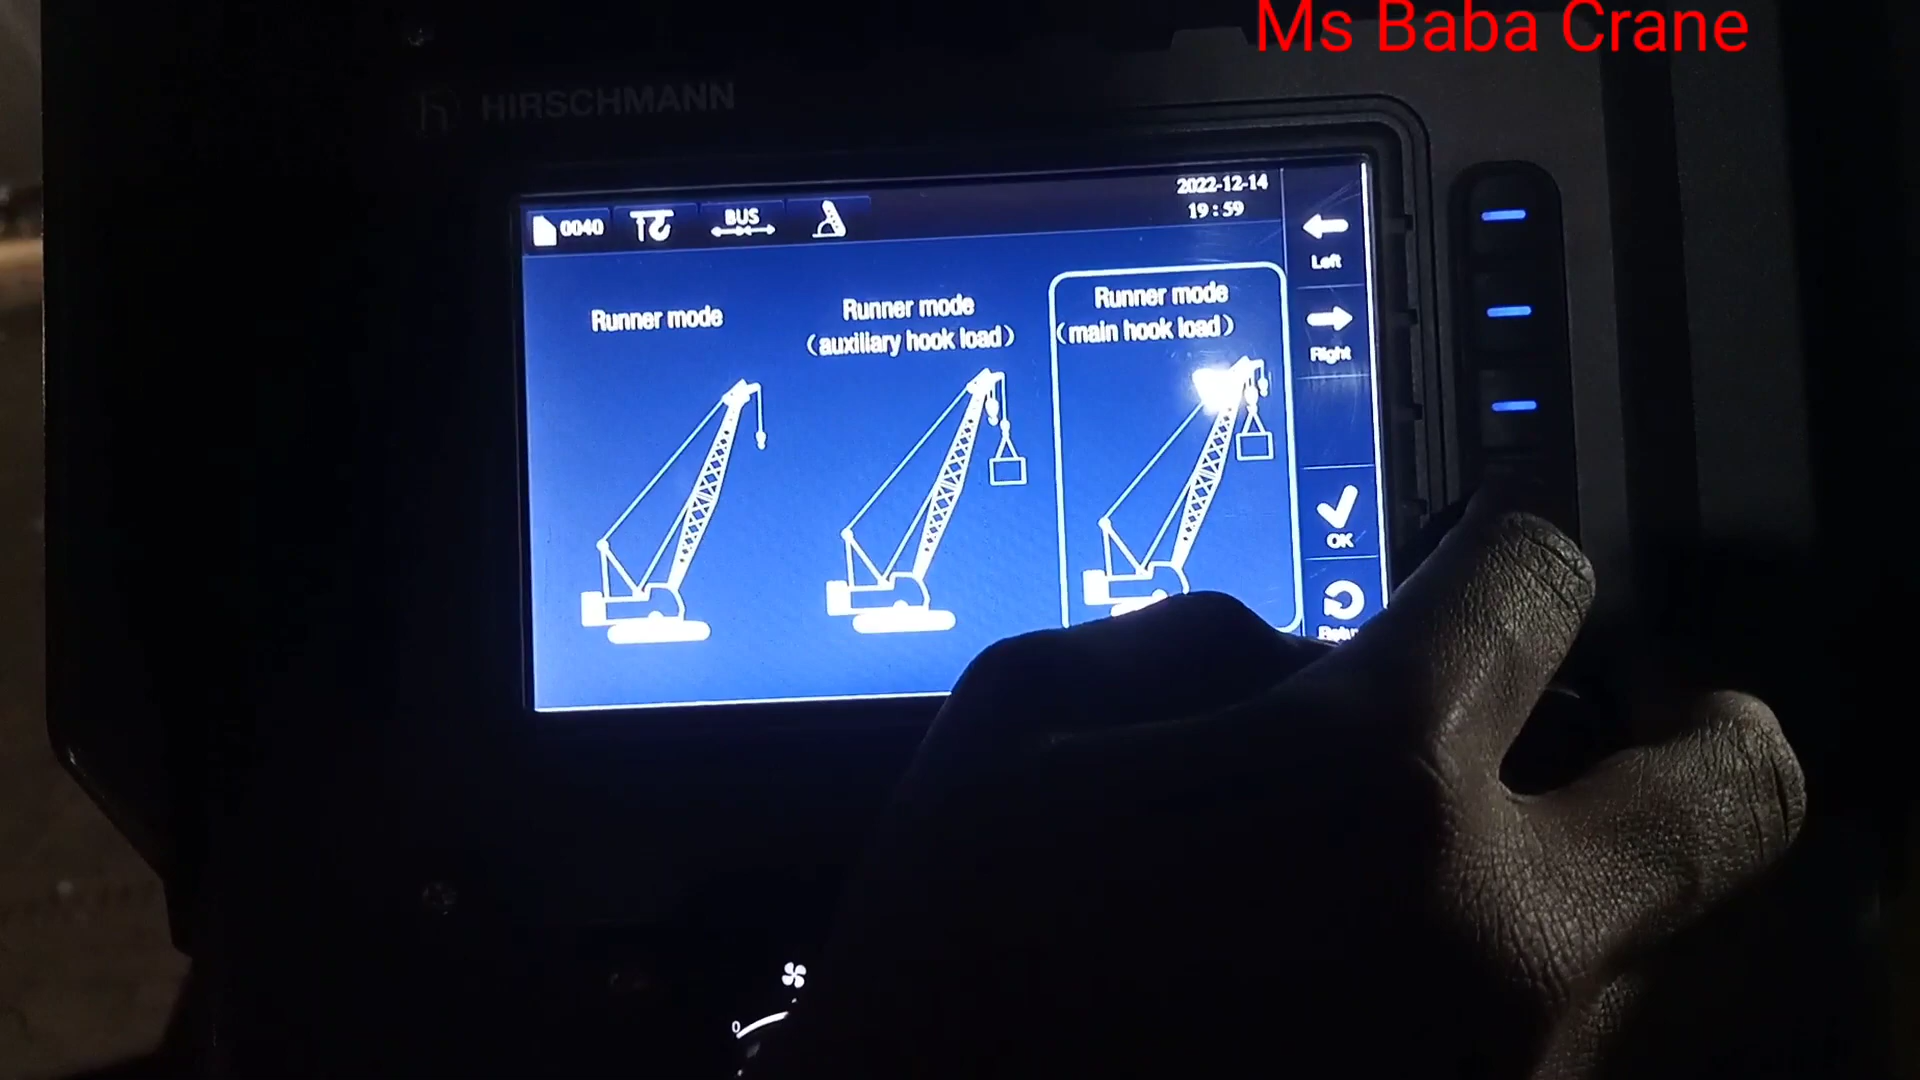 Ms Baba Crane
HIRSCHMANN
2022-12-14
19:59
0040
BUS
Left
Runner mode
Runner mode
(auxiliary hook load)
Runner mode
(main hook load)
Right
OK
0